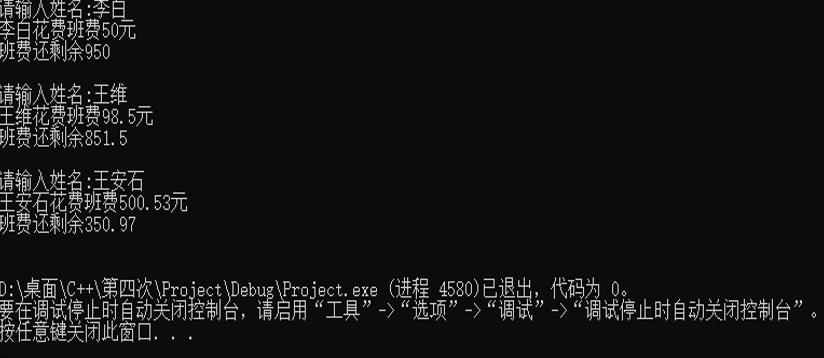 请输入姓名:李白
李白花费班费50元
班费还剩余950
请输入姓名:王维
王维花费班费98.5元
班费还剩余851.5
请输入姓名:王安石
王安石花费班费500.53元
班费还剩余350.97
D:\桌面\C++\第四次\Project\Debug\Project.exe (进程 4580)已退出，代码为 0。
要在调试停止时自动关闭控制台，请启用“工具”->“选项”->“调试”->“调试停止时自动关闭控制台”。
按任意键关闭此窗口. . .